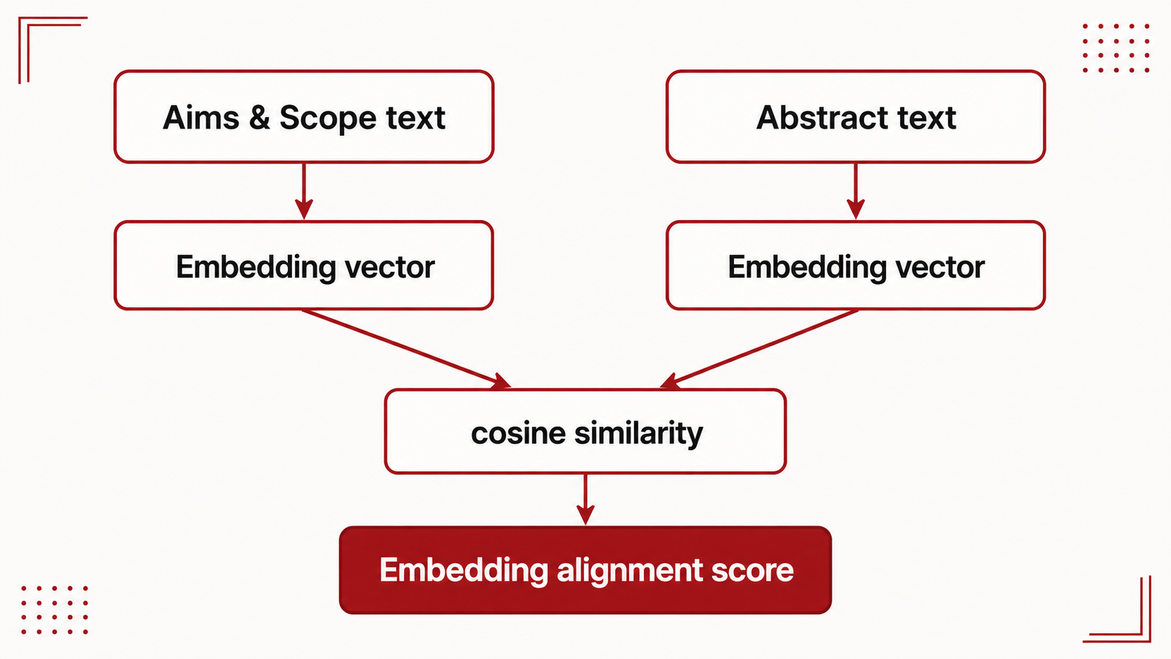 Aims & Scope text
Abstract text
Embedding vector
Embedding vector
cosine similarity
Embedding alignment score